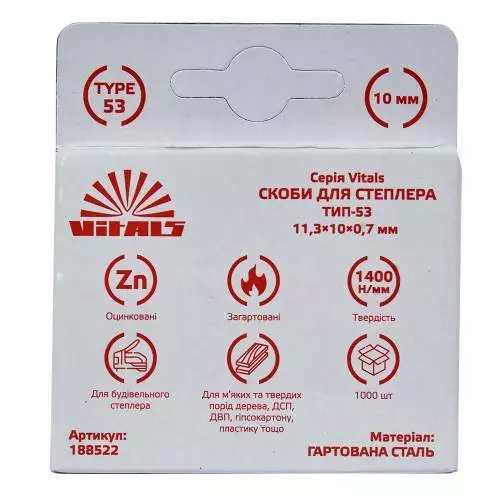 TYPE
53
10 мм
Vitals
Серія Vitals
СКОБИ ДЛЯ СТЕПЛЕРА
ТИП-53
11,3×10×0,7 мм
Zn
Оцинковані
Загартовані
1400
Н/мм
Твердість
Для будівельного
степлера
Для м'яких та твердих
порід дерева, ДСП,
ДВП, гіпсокартону,
пластику тощо
1000 шт
Артикул:
188522
Матеріал:
ГАРТОВАНА СТАЛЬ